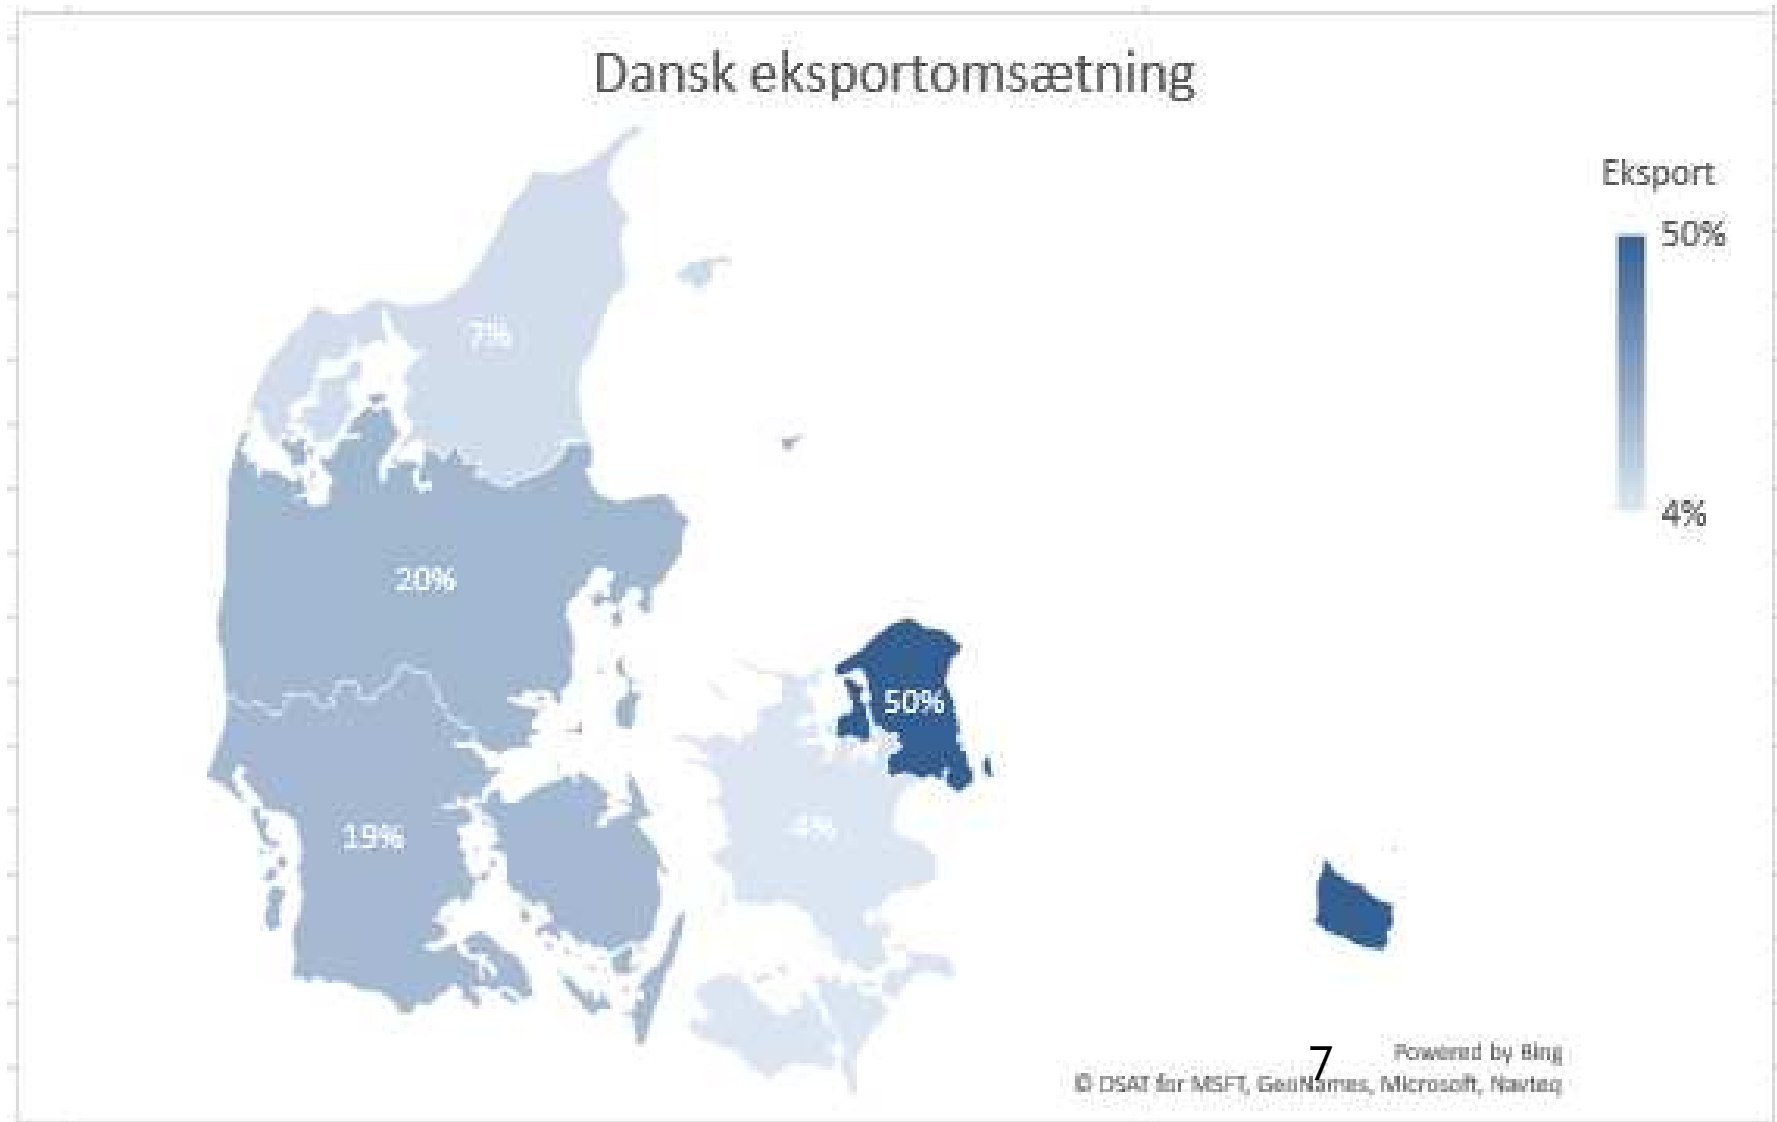 Dansk eksportomsætning
Eksport
50%
4%
7%
20%
50%
19%
4%
7
Powered by Bing
© DSAT for MSFT, GeoNames, Microsoft, Navteq